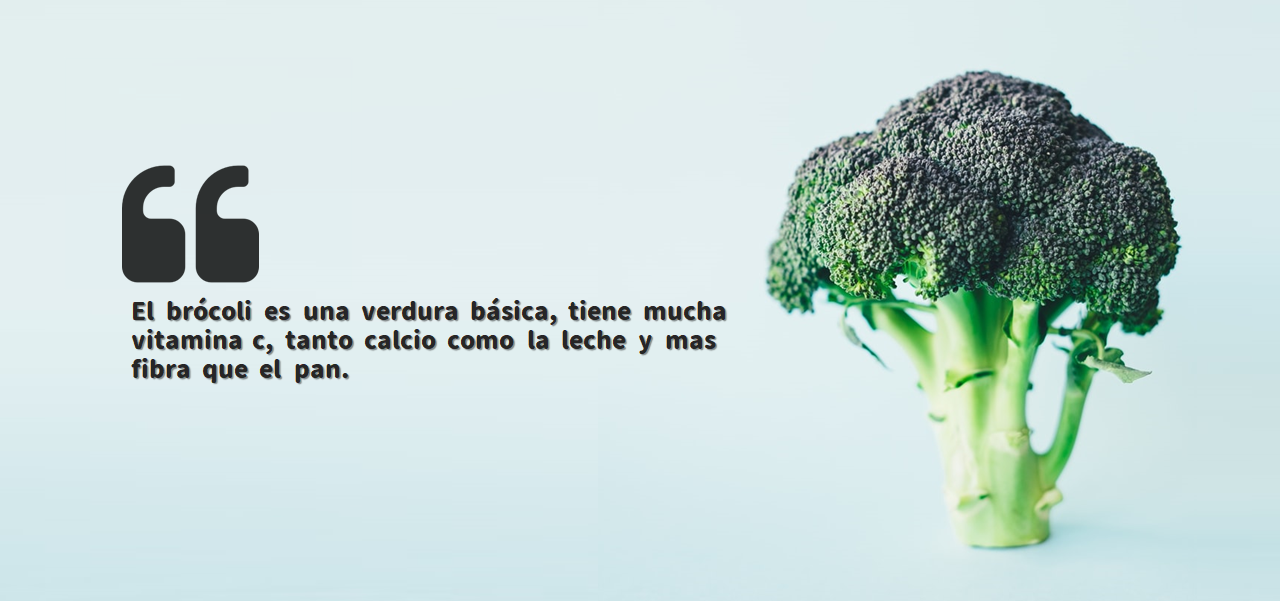 El brócoli es una verdura básica, tiene mucha
vitamina c, tanto calcio como la leche y mas
fibra que el pan.